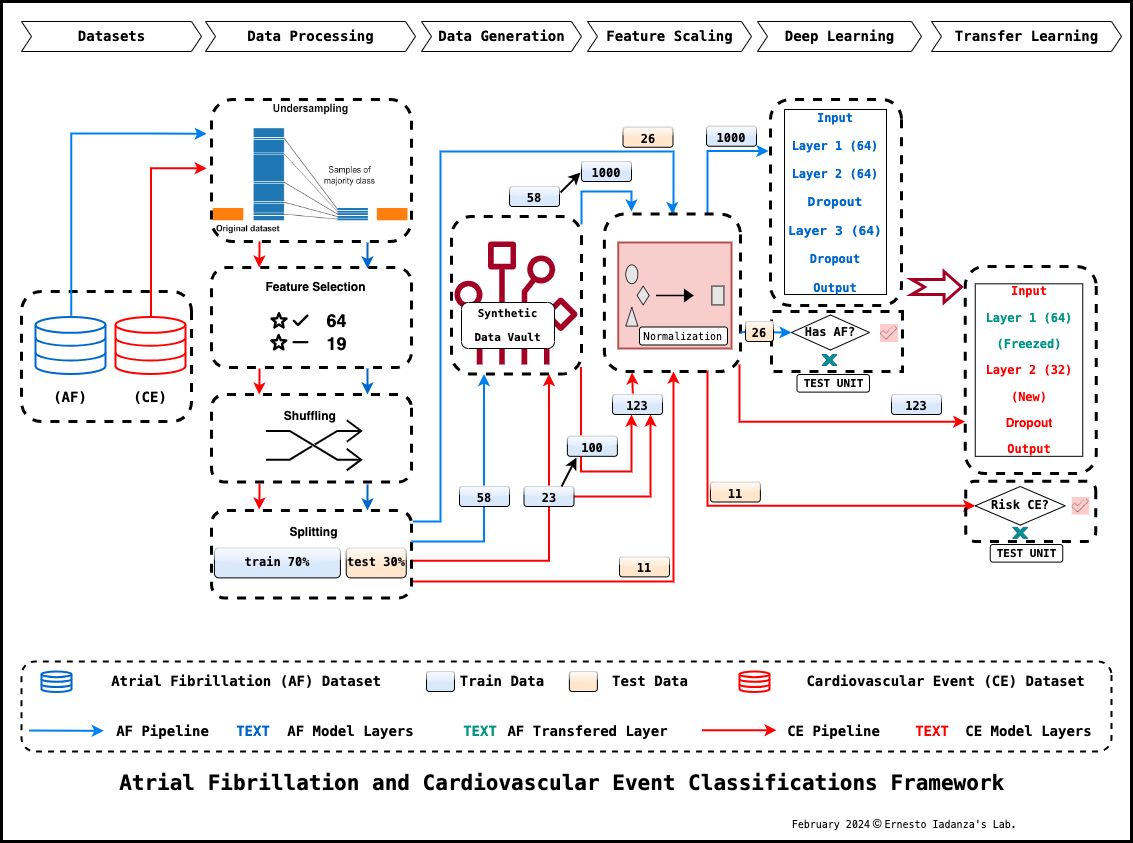 Datasets
Data Processing
Data Generation
Feature Scaling
Deep Learning
Transfer Learning
Undersampling
Samples of
majority class
Original dataset
Feature Selection
64
19
Shuffling
Splitting
train 70%
test 30%
(AF)
(CE)
26
1000
58
1000
Synthetic
Data Vault
Normalization
58
23
100
123
11
Input
Layer 1 (64)
Layer 2 (64)
Dropout
Layer 3 (64)
Dropout
Output
26
Has AF?
TEST UNIT
123
11
Input
Layer 1 (64)
(Freezed)
Layer 2 (32)
(New)
Dropout
Output
Risk CE?
TEST UNIT
Atrial Fibrillation (AF) Dataset
Train Data
Test Data
Cardiovascular Event (CE) Dataset
AF Pipeline
TEXT AF Model Layers
TEXT AF Transfered Layer
CE Pipeline
TEXT CE Model Layers
Atrial Fibrillation and Cardiovascular Event Classifications Framework
February 2024 © Ernesto Iadanza's Lab.